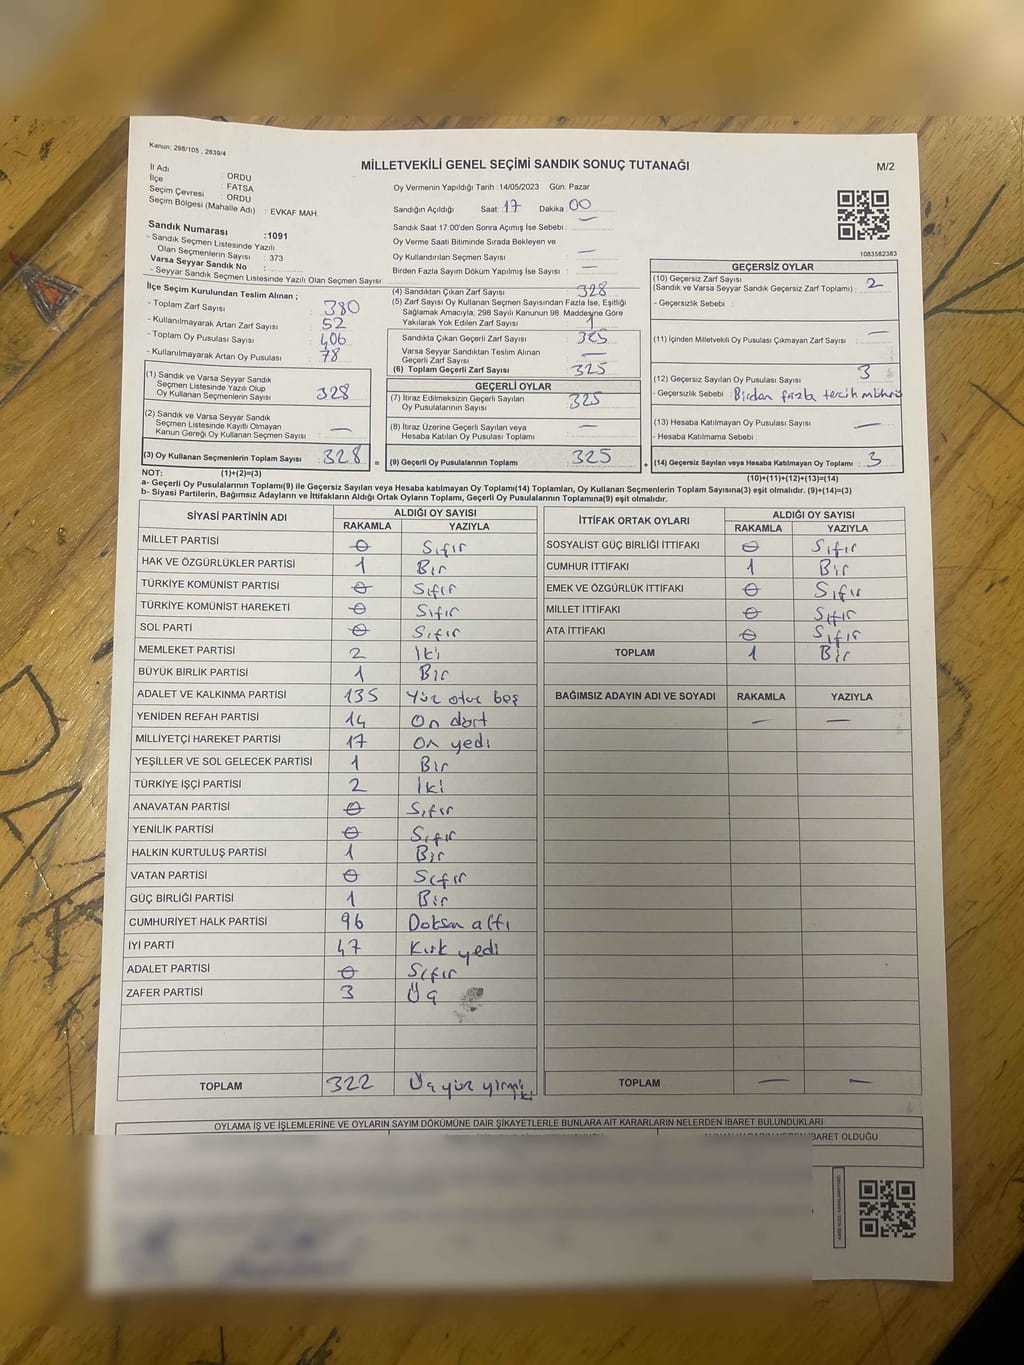 Kanun: 298/105 , 2839/4
MİLLETVEKİLİ GENEL SEÇİMİ SANDIK SONUÇ TUTANAĞI
M/2
İl Adı : ORDU
İlçe : FATSA
Seçim Çevresi : ORDU
Seçim Bölgesi (Mahalle Adı) : EVKAF MAH.
Sandık Numarası :1091
- Sandık Seçmen Listesinde Yazılı
Olan Seçmenlerin Sayısı : 373
Varsa Seyyar Sandık No :
- Seyyar Sandık Seçmen Listesinde Yazılı Olan Seçmen Sayısı
Oy Vermenin Yapıldığı Tarih :14/05/2023 Gün: Pazar
Sandığın Açıldığı Saat: 17 Dakika: 00
Sandık Saat 17:00'den Sonra Açımış İse Sebebi : —
Oy Verme Saati Bitiminde Sırada Bekleyen ve
Oy Kullandırılan Seçmen Sayısı : —
Birden Fazla Sayım Döküm Yapılmış İse Sayısı : —
1083582383
İlçe Seçim Kurulundan Teslim Alınan ;
- Toplam Zarf Sayısı : 380
- Kullanılmayarak Artan Zarf Sayısı : 52
- Toplam Oy Pusulası Sayısı : 406
- Kullanılmayarak Artan Oy Pusulası : 78
(1) Sandık ve Varsa Seyyar Sandık
Seçmen Listesinde Yazılı Olup
Oy Kullanan Seçmenlerin Sayısı : 328
(2) Sandık ve Varsa Seyyar Sandık
Seçmen Listesinde Kayıtlı Olmayan
Kanun Gereği Oy Kullanan Seçmen Sayısı : —
(3) Oy Kullanan Seçmenlerin Toplam Sayısı : 328
(4) Sandıktan Çıkan Zarf Sayısı : 328
(5) Zarf Sayısı Oy Kullanan Seçmen Sayısından Fazla İse, Eşitliği
Sağlamak Amacıyla; 298 Sayılı Kanunun 98. Maddesine Göre
Yakılarak Yok Edilen Zarf Sayısı : 1
Sandıkta Çıkan Geçerli Zarf Sayısı : 325
Varsa Seyyar Sandıktan Teslim Alınan
Geçerli Zarf Sayısı : —
(6) Toplam Geçerli Zarf Sayısı : 325
GEÇERLİ OYLAR
(7) İtiraz Edilmeksizin Geçerli Sayılan
Oy Pusulalarının Sayısı : 325
(8) İtiraz Üzerine Geçerli Sayılan veya
Hesaba Katılan Oy Pusulası Toplamı : —
= (9) Geçerli Oy Pusulalarının Toplamı : 325
GEÇERSİZ OYLAR
(10) Geçersiz Zarf Sayısı
(Sandık ve Varsa Seyyar Sandık Geçersiz Zarf Toplamı) : 2
- Geçersizlik Sebebi :
(11) İçinden Milletvekili Oy Pusulası Çıkmayan Zarf Sayısı : —
(12) Geçersiz Sayılan Oy Pusulası Sayısı : 3
- Geçersizlik Sebebi : Birden fazla tercih mührü
(13) Hesaba Katılmayan Oy Pusulası Sayısı : —
- Hesaba Katılmama Sebebi :
+ (14) Geçersiz Sayılan veya Hesaba Katılmayan Oy Toplamı : 3
NOT: (1)+(2)=(3)
(10)+(11)+(12)+(13)=(14)
a- Geçerli Oy Pusulalarının Toplamı(9) ile Geçersiz Sayılan veya Hesaba katılmayan Oy Toplamı(14) Toplamları, Oy Kullanan Seçmenlerin Toplam Sayısına(3) eşit olmalıdır. (9)+(14)=(3)
b- Siyasi Partilerin, Bağımsız Adayların ve İttifakların Aldığı Ortak Oyların Toplamı, Geçerli Oy Pusulalarının Toplamına(9) eşit olmalıdır.
SİYASİ PARTİNİN ADI ALDIĞI OY SAYISI
RAKAMLA YAZIYLA
MİLLET PARTİSİ 0 Sıfır
HAK VE ÖZGÜRLÜKLER PARTİSİ 1 Bir
TÜRKİYE KOMÜNİST PARTİSİ 0 Sıfır
TÜRKİYE KOMÜNİST HAREKETİ 0 Sıfır
SOL PARTİ 0 Sıfır
MEMLEKET PARTİSİ 2 İki
BÜYÜK BİRLİK PARTİSİ 1 Bir
ADALET VE KALKINMA PARTİSİ 135 Yüz otuz beş
YENİDEN REFAH PARTİSİ 14 On dört
MİLLİYETÇİ HAREKET PARTİSİ 17 On yedi
YEŞİLLER VE SOL GELECEK PARTİSİ 1 Bir
TÜRKİYE İŞÇİ PARTİSİ 2 İki
ANAVATAN PARTİSİ 0 Sıfır
YENİLİK PARTİSİ 0 Sıfır
HALKIN KURTULUŞ PARTİSİ 1 Bir
VATAN PARTİSİ 0 Sıfır
GÜÇ BİRLİĞİ PARTİSİ 1 Bir
CUMHURİYET HALK PARTİSİ 96 Doksan altı
İYİ PARTİ 47 Kırk yedi
ADALET PARTİSİ 0 Sıfır
ZAFER PARTİSİ 3 Üç
TOPLAM 322 Üç yüz yirmi iki
İTTİFAK ORTAK OYLARI ALDIĞI OY SAYISI
RAKAMLA YAZIYLA
SOSYALİST GÜÇ BİRLİĞİ İTTİFAKI 0 Sıfır
CUMHUR İTTİFAKI 1 Bir
EMEK VE ÖZGÜRLÜK İTTİFAKI 0 Sıfır
MİLLET İTTİFAKI 0 Sıfır
ATA İTTİFAKI 0 Sıfır
TOPLAM 1 Bir
BAĞIMSIZ ADAYIN ADI VE SOYADI RAKAMLA YAZIYLA
— —
TOPLAM — —
OYLAMA İŞ VE İŞLEMLERİNE VE OYLARIN SAYIM DÖKÜMÜNE DAİR ŞİKAYETLERLE BUNLARA AİT KARARLARIN NELERDEN İBARET BULUNDUKLARI
İBARET OLDUĞU